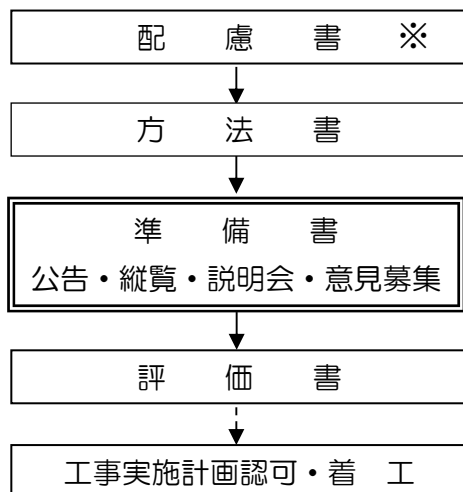 配慮書 ※
方法書
準備書
公告・縦覧・説明会・意見募集
評価書
工事実施計画認可・着 工